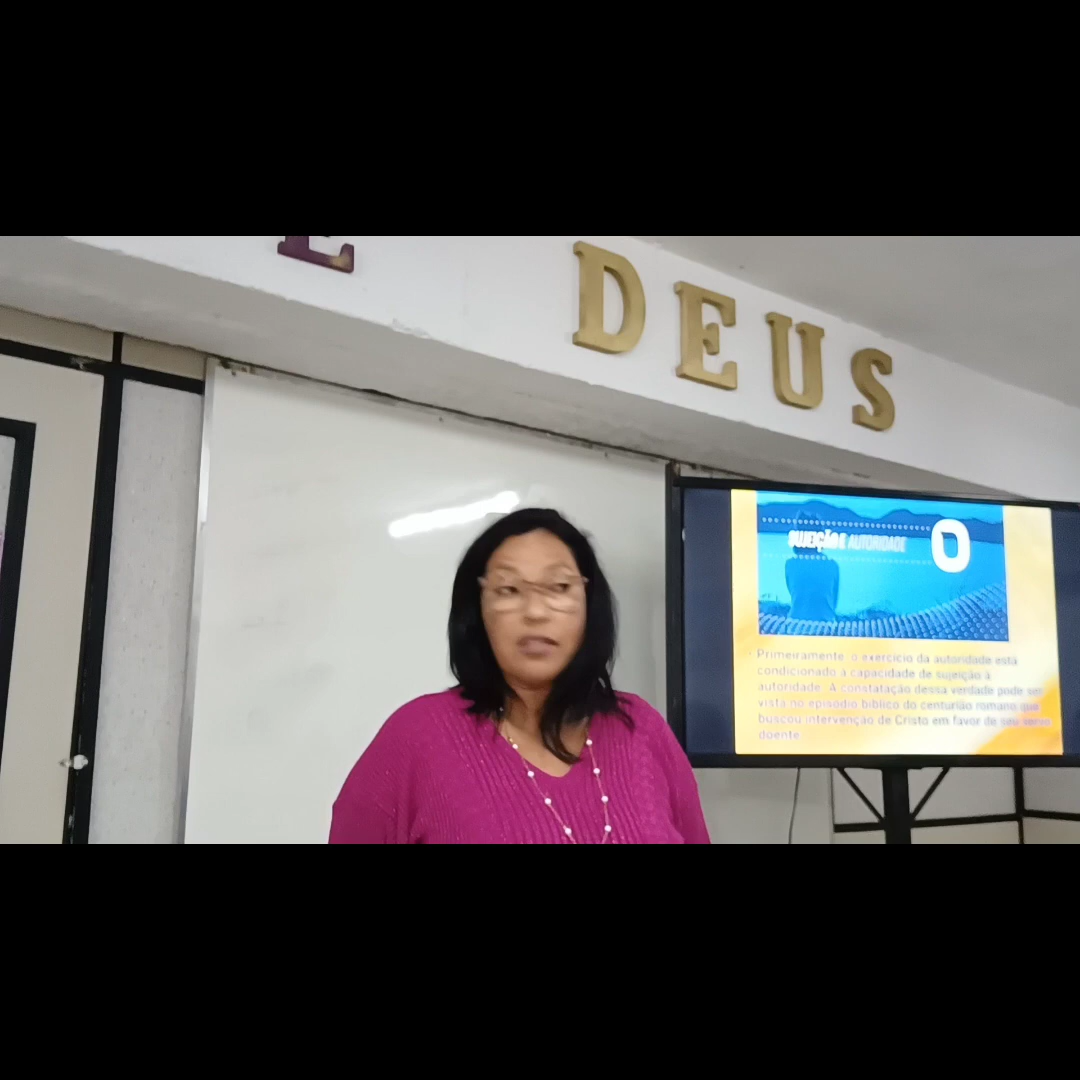 E DEUS
SUJEIÇÃO E AUTORIDADE
Primeiramente o exercício da autoridade está
condicionado à capacidade de sujeição à
autoridade. A constatação dessa verdade pode ser
vista no episódio bíblico do centurião romano que
buscou intervenção de Cristo em favor de seu servo
doente.